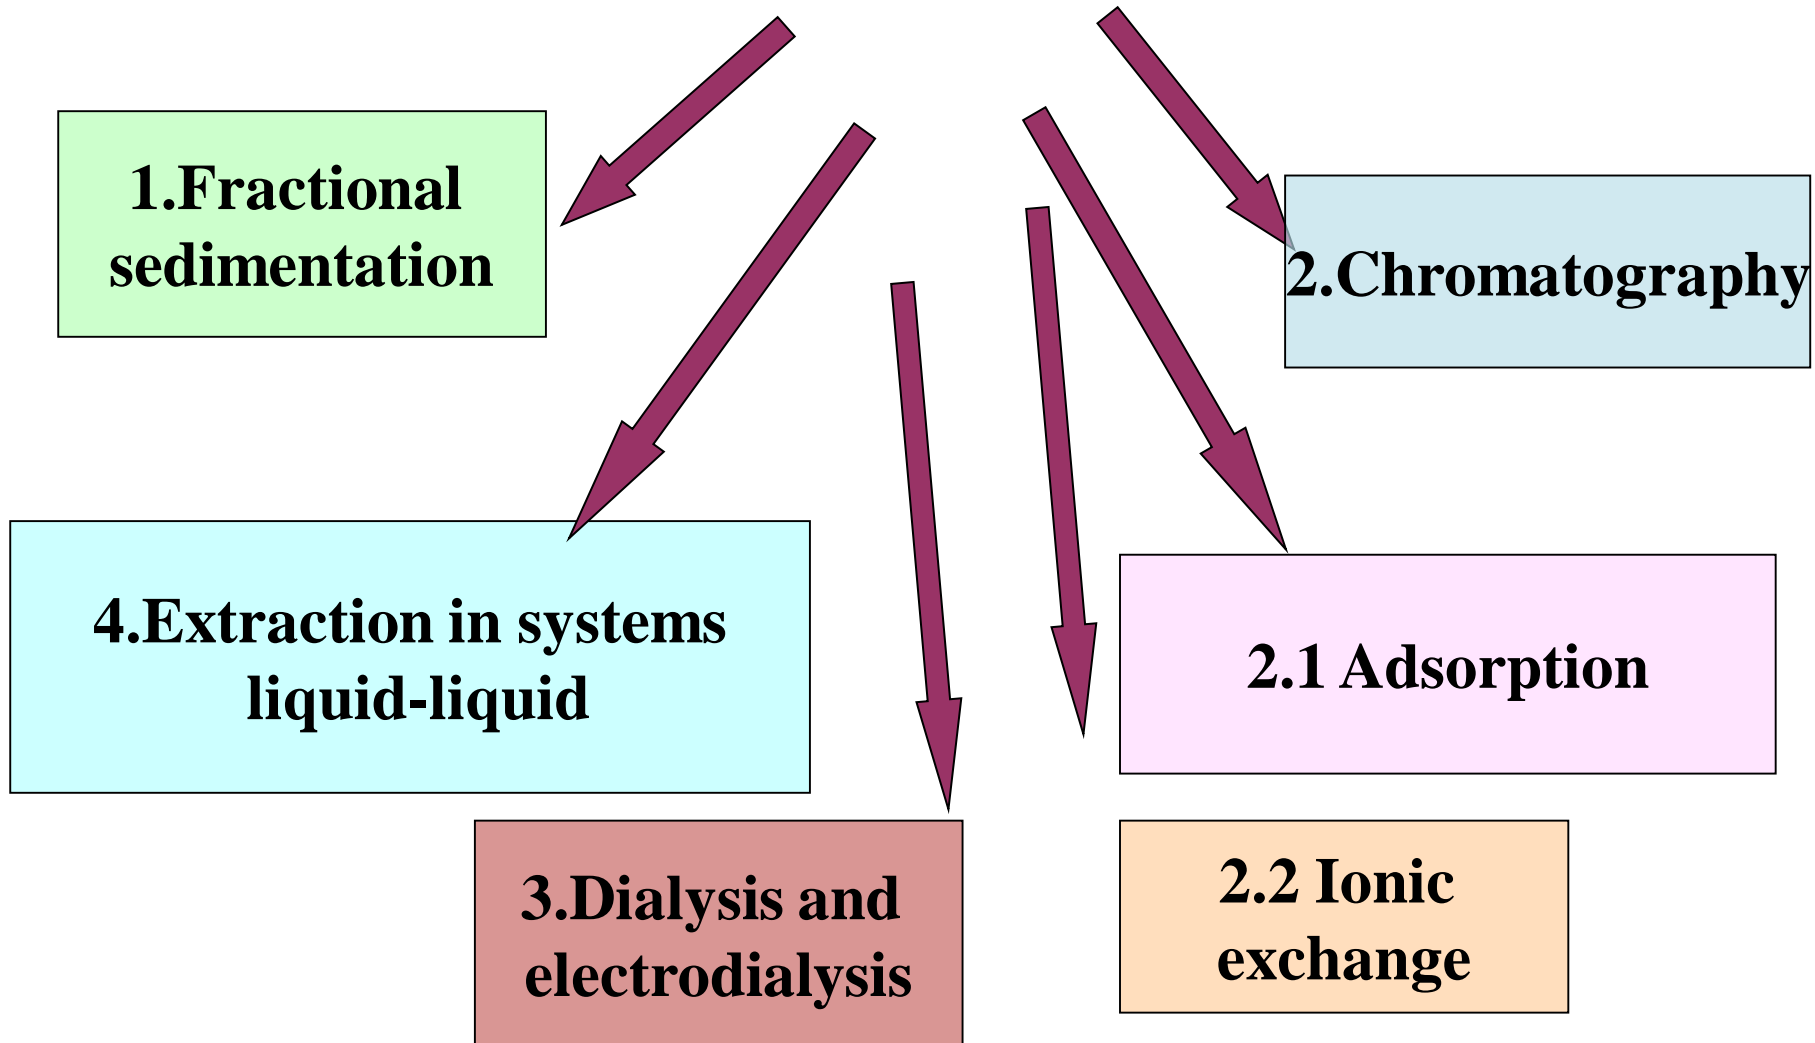 1.Fractional
sedimentation
2.Chromatography
4.Extraction in systems
liquid-liquid
2.1 Adsorption
3.Dialysis and
electrodialysis
2.2 Ionic
exchange